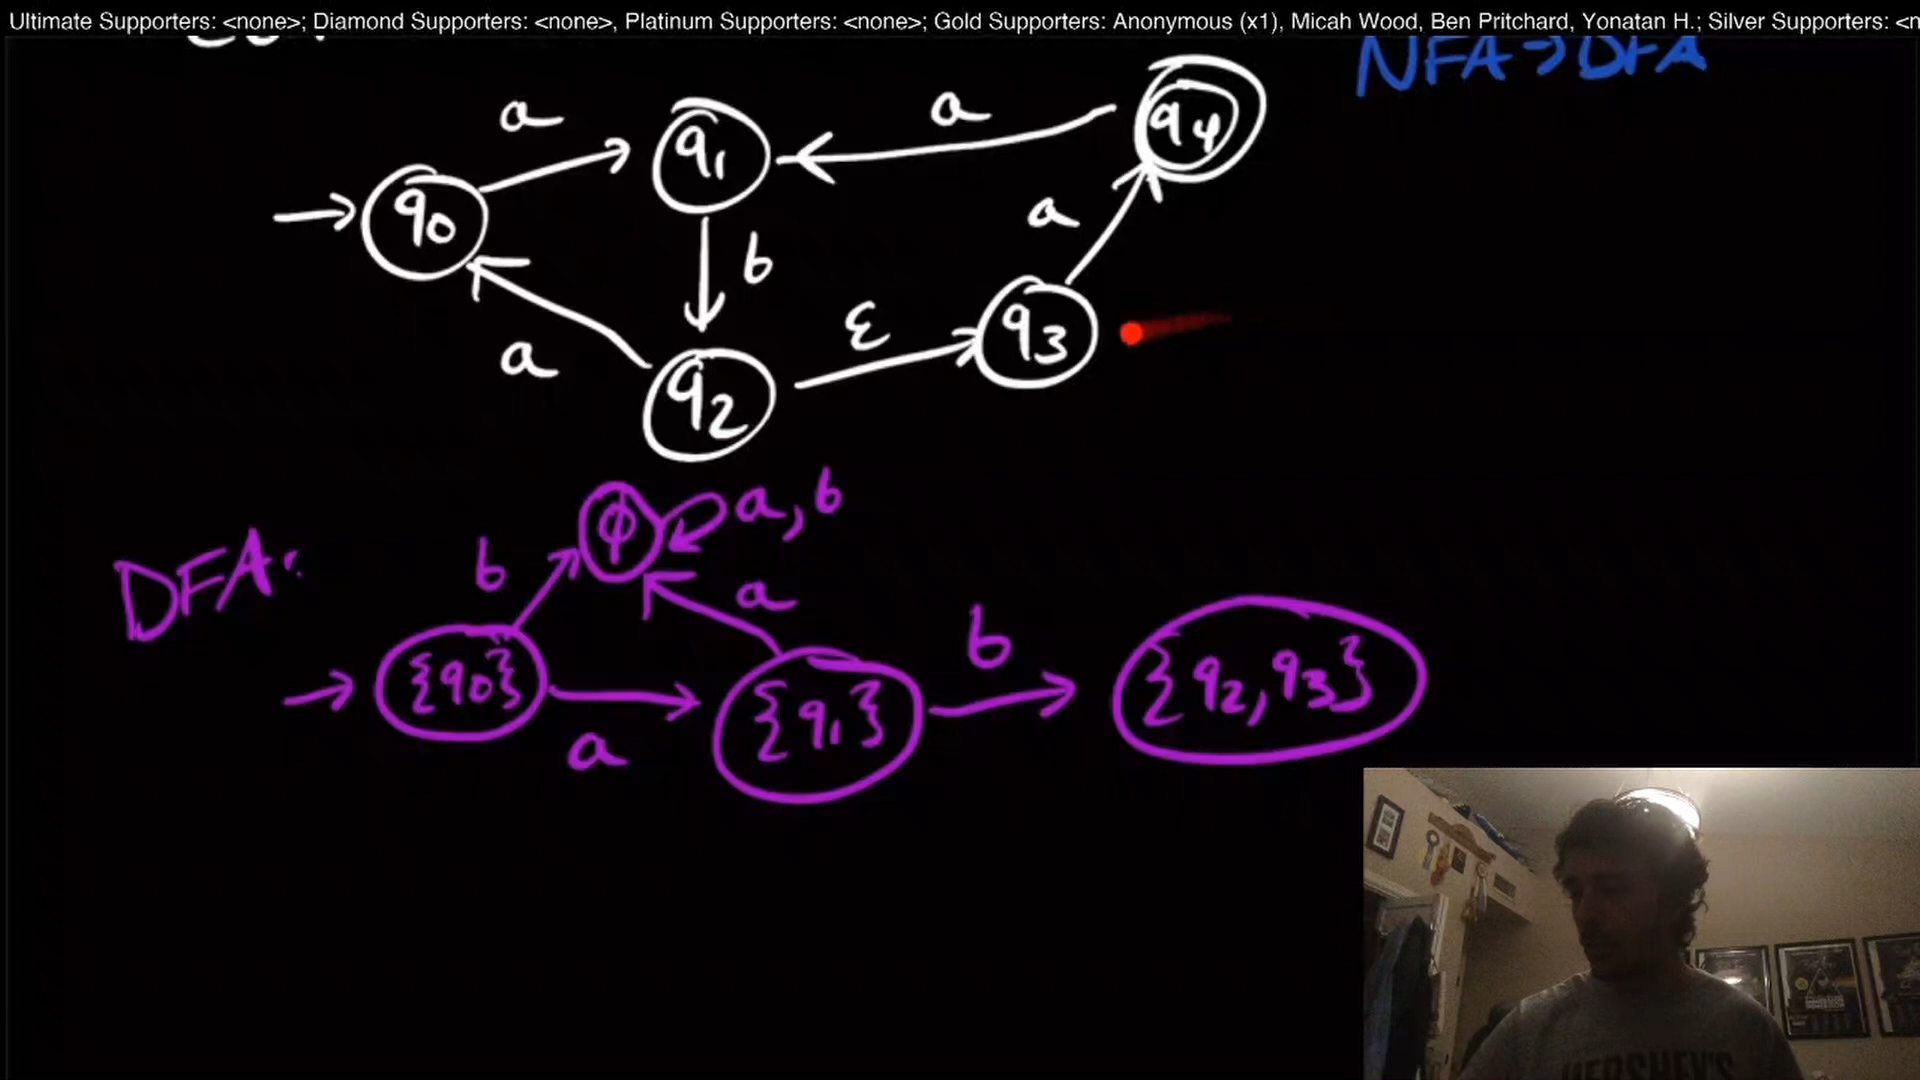 Ultimate Supporters: <none>; Diamond Supporters: <none>, Platinum Supporters: <none>; Gold Supporters: Anonymous (x1), Micah Wood, Ben Pritchard, Yonatan H.; Silver Supporters:
NFA → DFA
a
q1
a
q4
q0
b
a
a
q2
ε
q3
DFA:
b
φ
a, b
a
{q0}
a
{q1}
b
{q2, q3}
HERSHEY'S